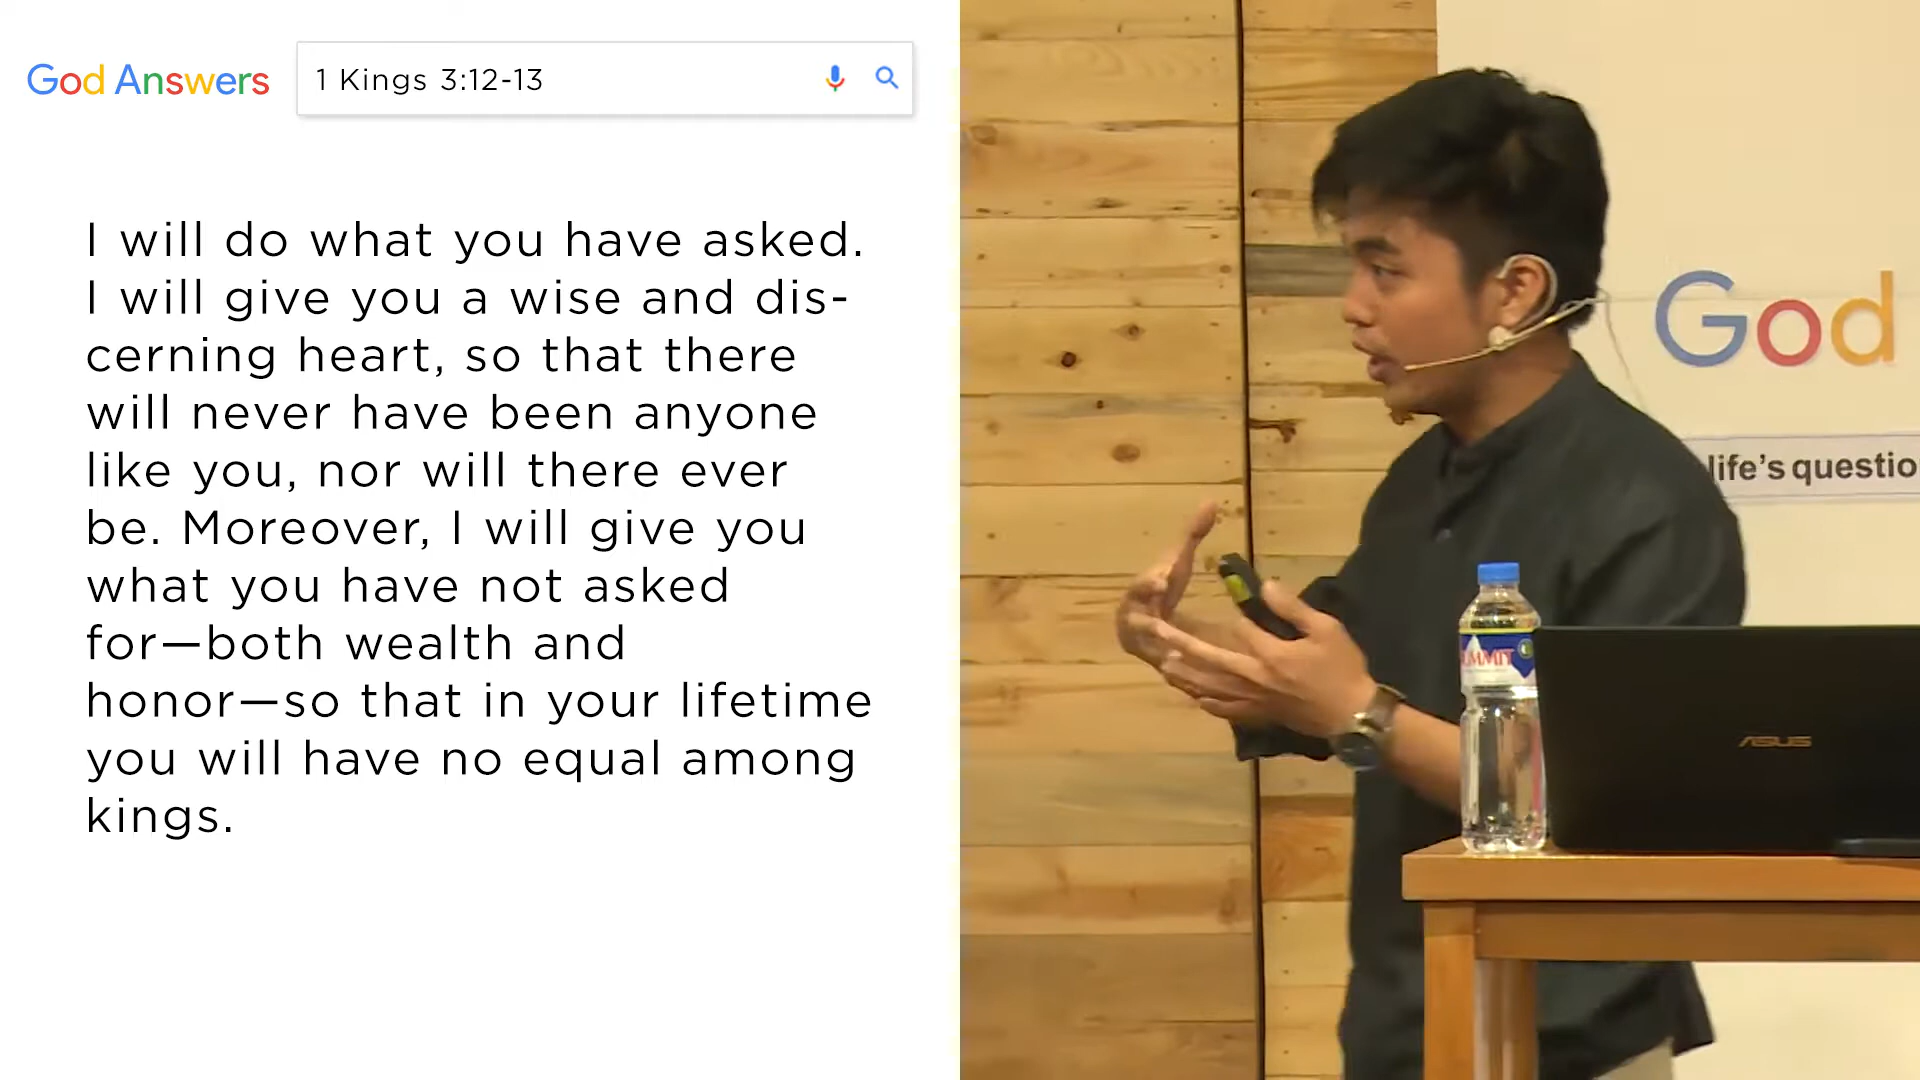 God Answers
1 Kings 3:12-13
I will do what you have asked.
I will give you a wise and dis-
cerning heart, so that there
will never have been anyone
like you, nor will there ever
be. Moreover, I will give you
what you have not asked
for—both wealth and
honor—so that in your lifetime
you will have no equal among
kings.
God
life's questio
SUMMIT
ASUS